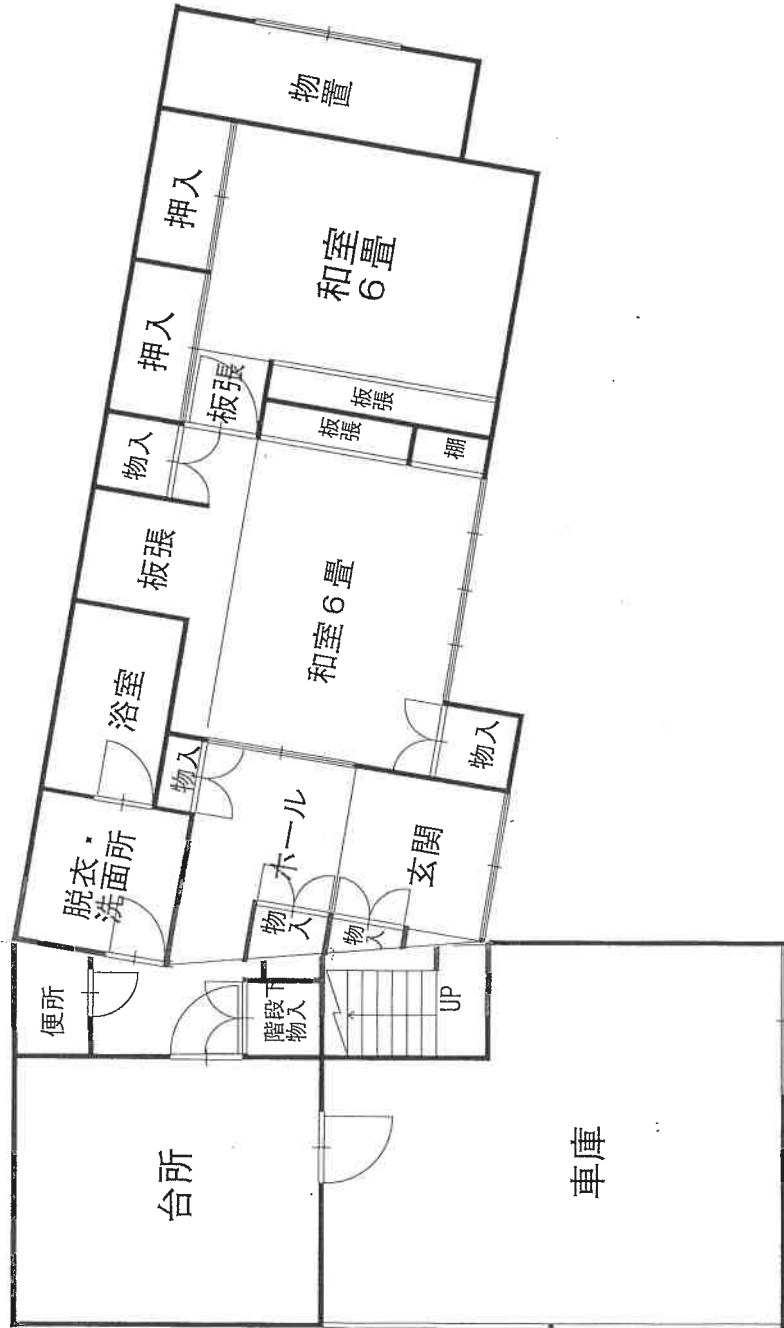 物
置
押入
和室
6畳
押入
板張
板張
板張
棚
物入
板張
和室6畳
浴室
物入
物入
脱衣・
洗面所
ホール
玄関
物
入
物
入
便所
階段下
物入
UP
台所
車庫